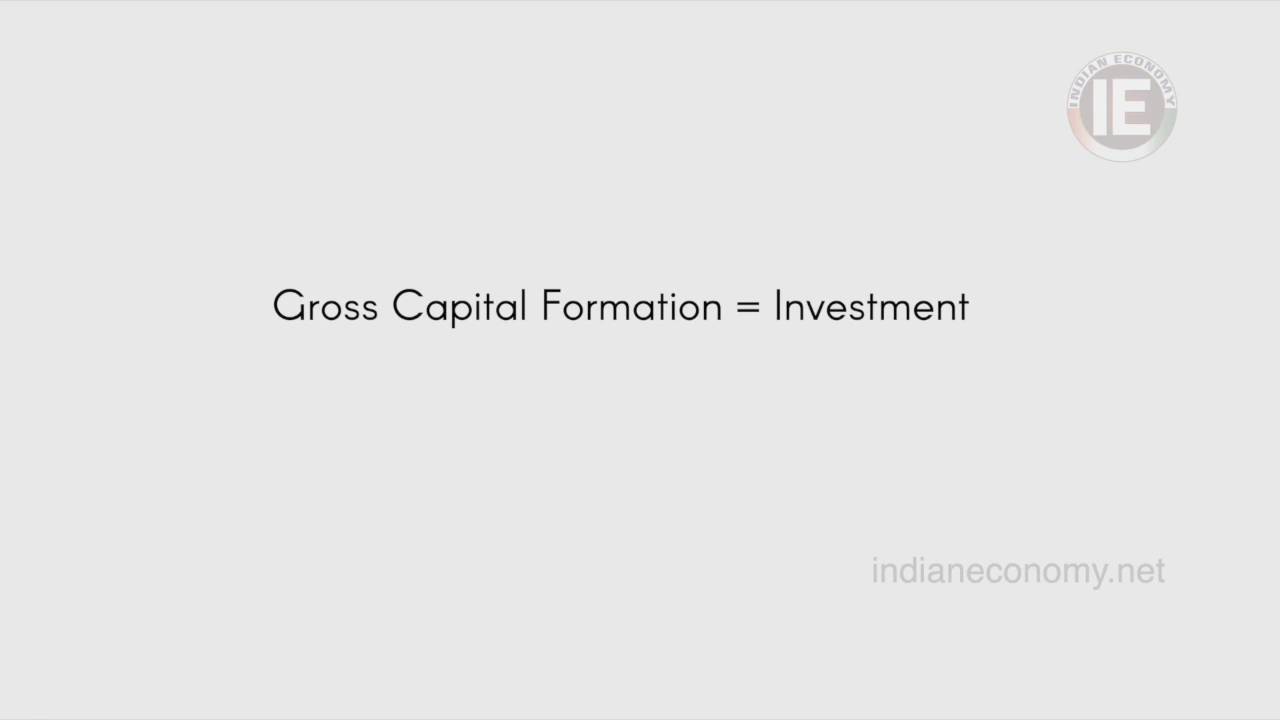 INDIAN ECONOMY
IE
Gross Capital Formation = Investment
indianeconomy.net